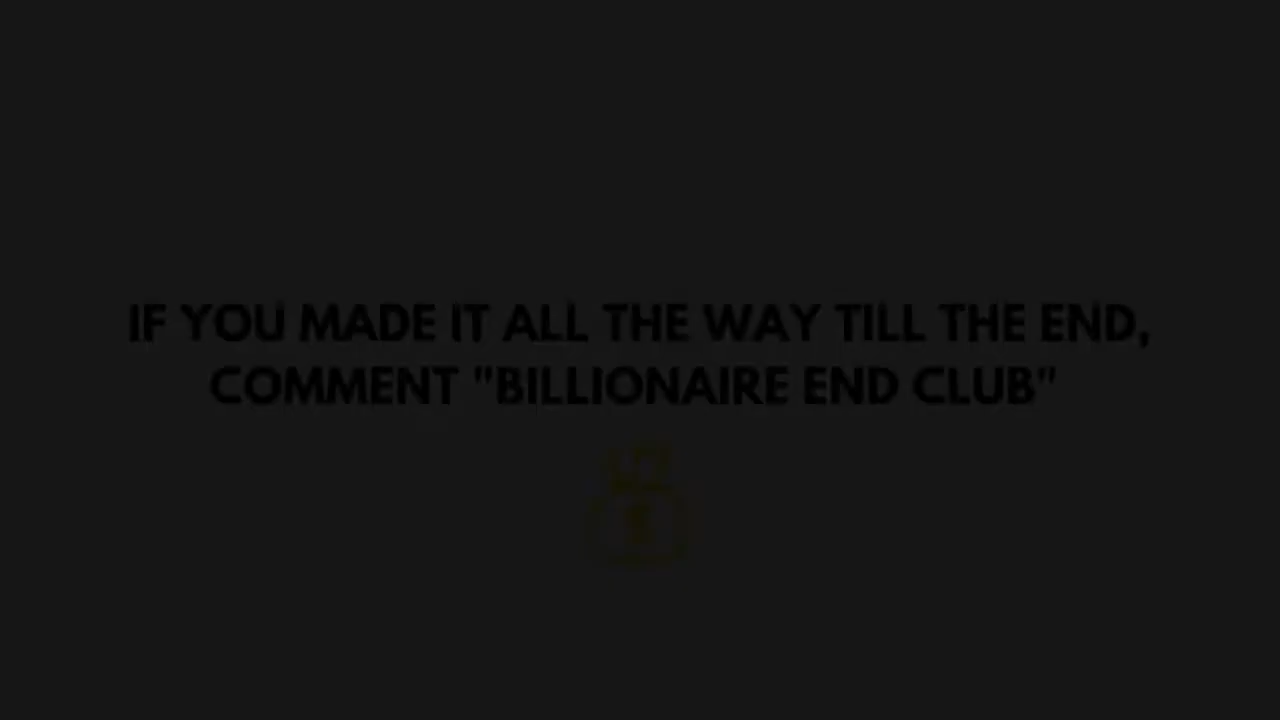 IF YOU MADE IT ALL THE WAY TILL THE END,
COMMENT "BILLIONAIRE END CLUB"